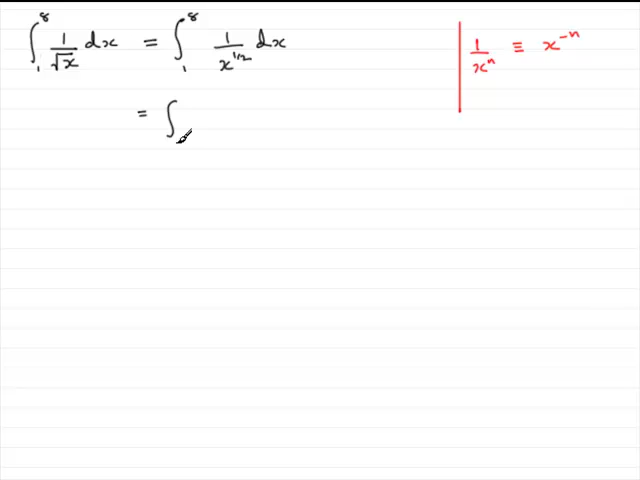 ∫₁⁸ 1/√x dx = ∫₁⁸ 1/x^(1/2) dx
1/xⁿ ≡ x⁻ⁿ
= ∫